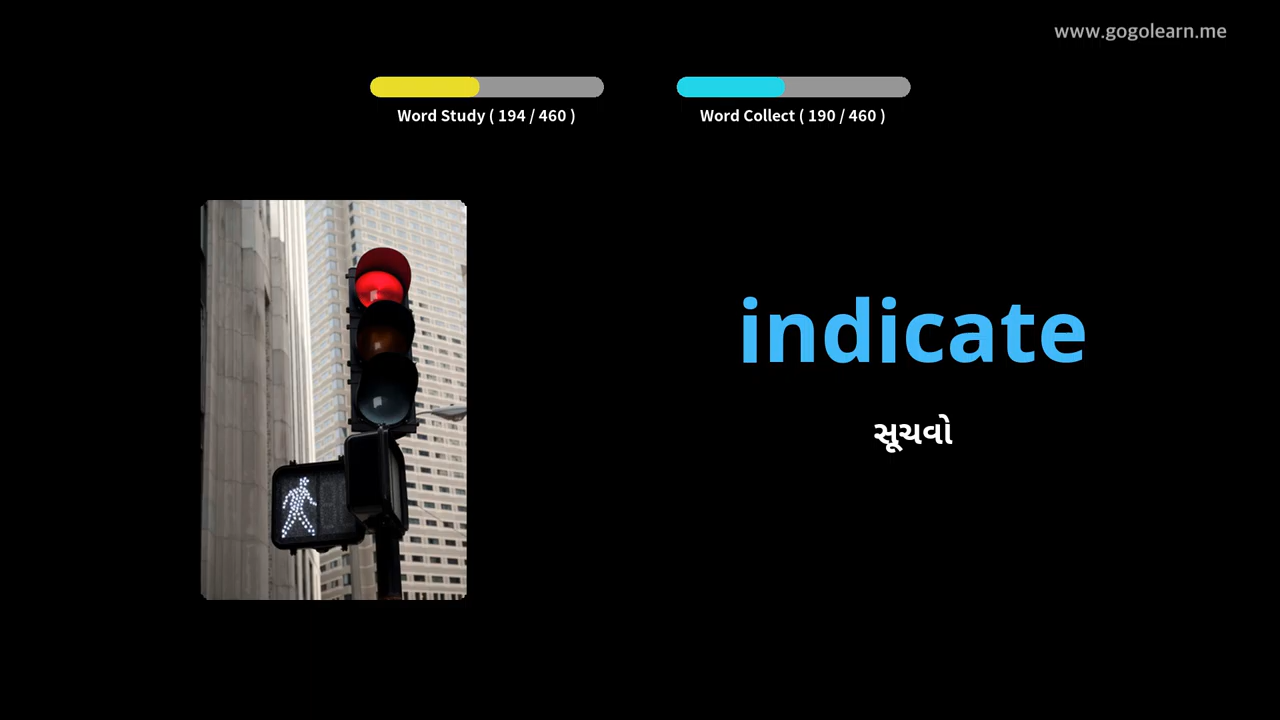 www.gogolearn.me
Word Study ( 194 / 460 )
Word Collect ( 190 / 460 )
indicate
સૂચવો